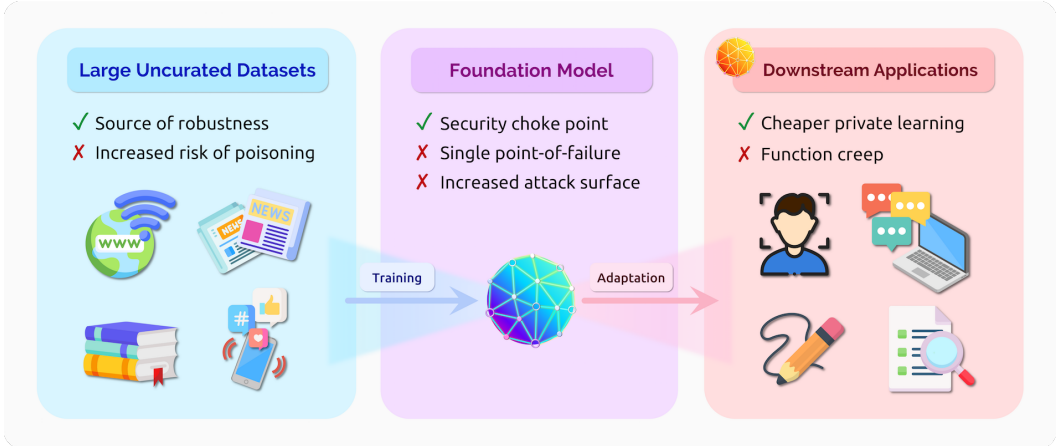 Large Uncurated Datasets
✓ Source of robustness
✗ Increased risk of poisoning
WWW
NEWS
NEWS
#
Training
Foundation Model
✓ Security choke point
✗ Single point-of-failure
✗ Increased attack surface
Adaptation
Downstream Applications
✓ Cheaper private learning
✗ Function creep